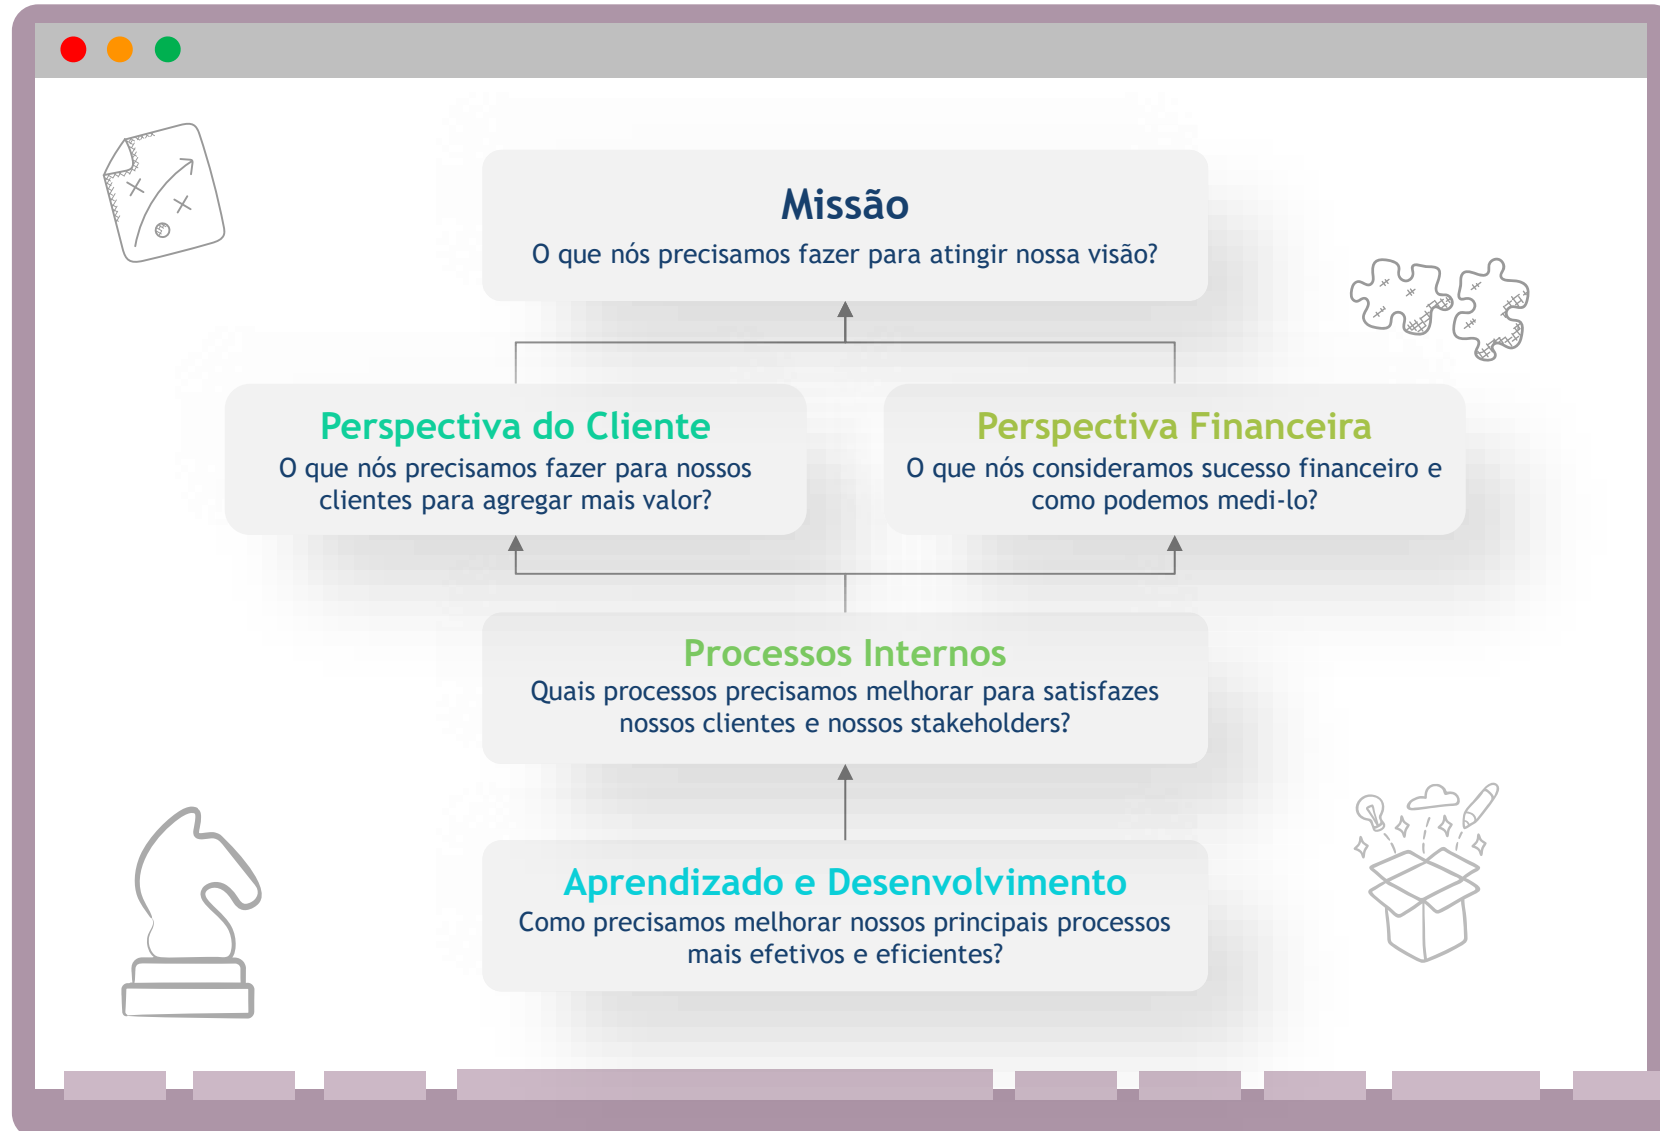 Missão
O que nós precisamos fazer para atingir nossa visão?
Perspectiva do Cliente
O que nós precisamos fazer para nossos
clientes para agregar mais valor?
Perspectiva Financeira
O que nós consideramos sucesso financeiro e
como podemos medi-lo?
Processos Internos
Quais processos precisamos melhorar para satisfazes
nossos clientes e nossos stakeholders?
Aprendizado e Desenvolvimento
Como precisamos melhorar nossos principais processos
mais efetivos e eficientes?